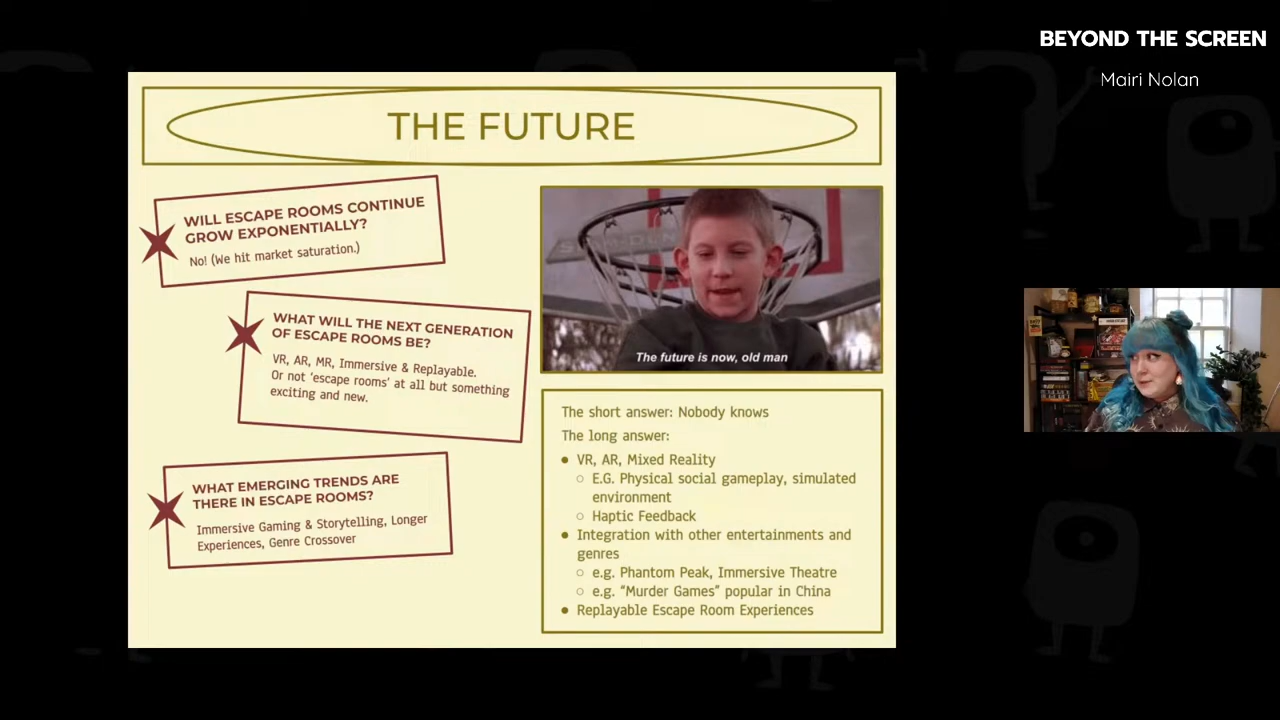 BEYOND THE SCREEN
Mairi Nolan
THE FUTURE
WILL ESCAPE ROOMS CONTINUE
GROW EXPONENTIALLY?
No! (We hit market saturation.)
WHAT WILL THE NEXT GENERATION
OF ESCAPE ROOMS BE?
VR, AR, MR, Immersive & Replayable.
Or not ‘escape rooms’ at all but something
exciting and new.
WHAT EMERGING TRENDS ARE
THERE IN ESCAPE ROOMS?
Immersive Gaming & Storytelling, Longer
Experiences, Genre Crossover
The future is now, old man
The short answer: Nobody knows
The long answer:
● VR, AR, Mixed Reality
○ E.G. Physical social gameplay, simulated
environment
○ Haptic Feedback
● Integration with other entertainments and
genres
○ e.g. Phantom Peak, Immersive Theatre
○ e.g. “Murder Games” popular in China
● Replayable Escape Room Experiences